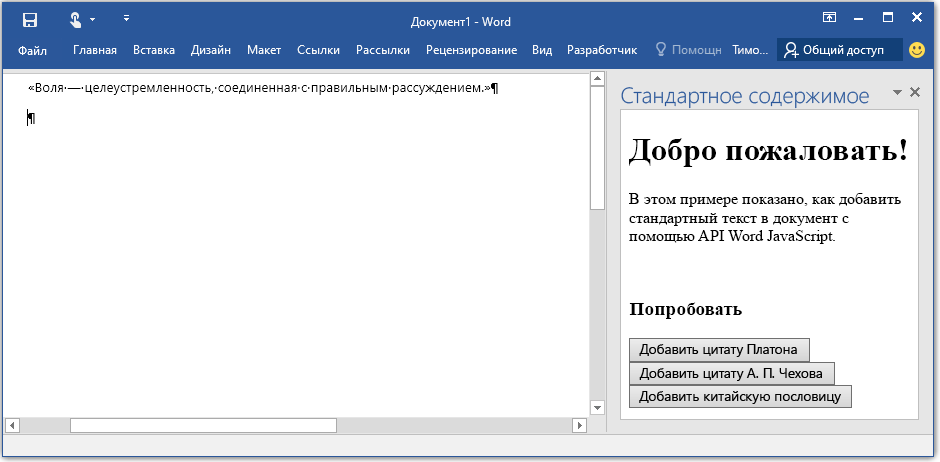 Документ1 - Word
Файл Главная Вставка Дизайн Макет Ссылки Рассылки Рецензирование Вид Разработчик Помощн Тимо... Общий доступ
«Воля·—·целеустремленность,·соединенная·с·правильным·рассуждением.»¶
¶
Стандартное содержимое
Добро пожаловать!
В этом примере показано, как добавить
стандартный текст в документ с
помощью API Word JavaScript.
Попробовать
Добавить цитату Платона
Добавить цитату А. П. Чехова
Добавить китайскую пословицу